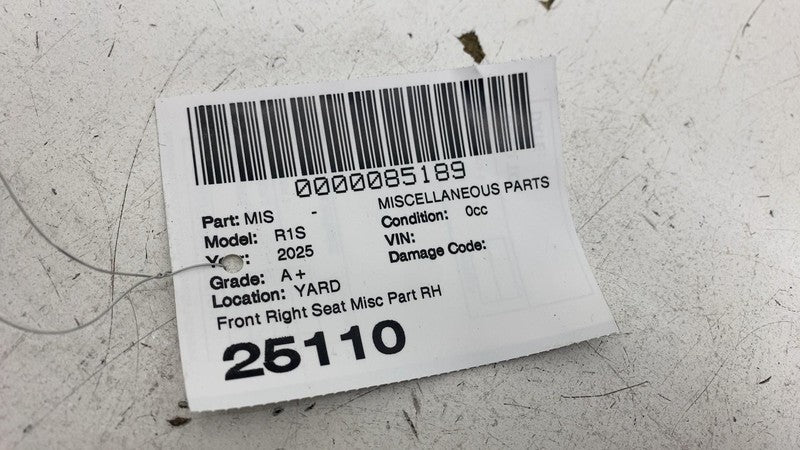 0000085189
Part: MIS - MISCELLANEOUS PARTS
Model: R1S Condition: 0cc
Year: 2025 VIN:
Grade: A+ Damage Code:
Location: YARD
Front Right Seat Misc Part RH
25110